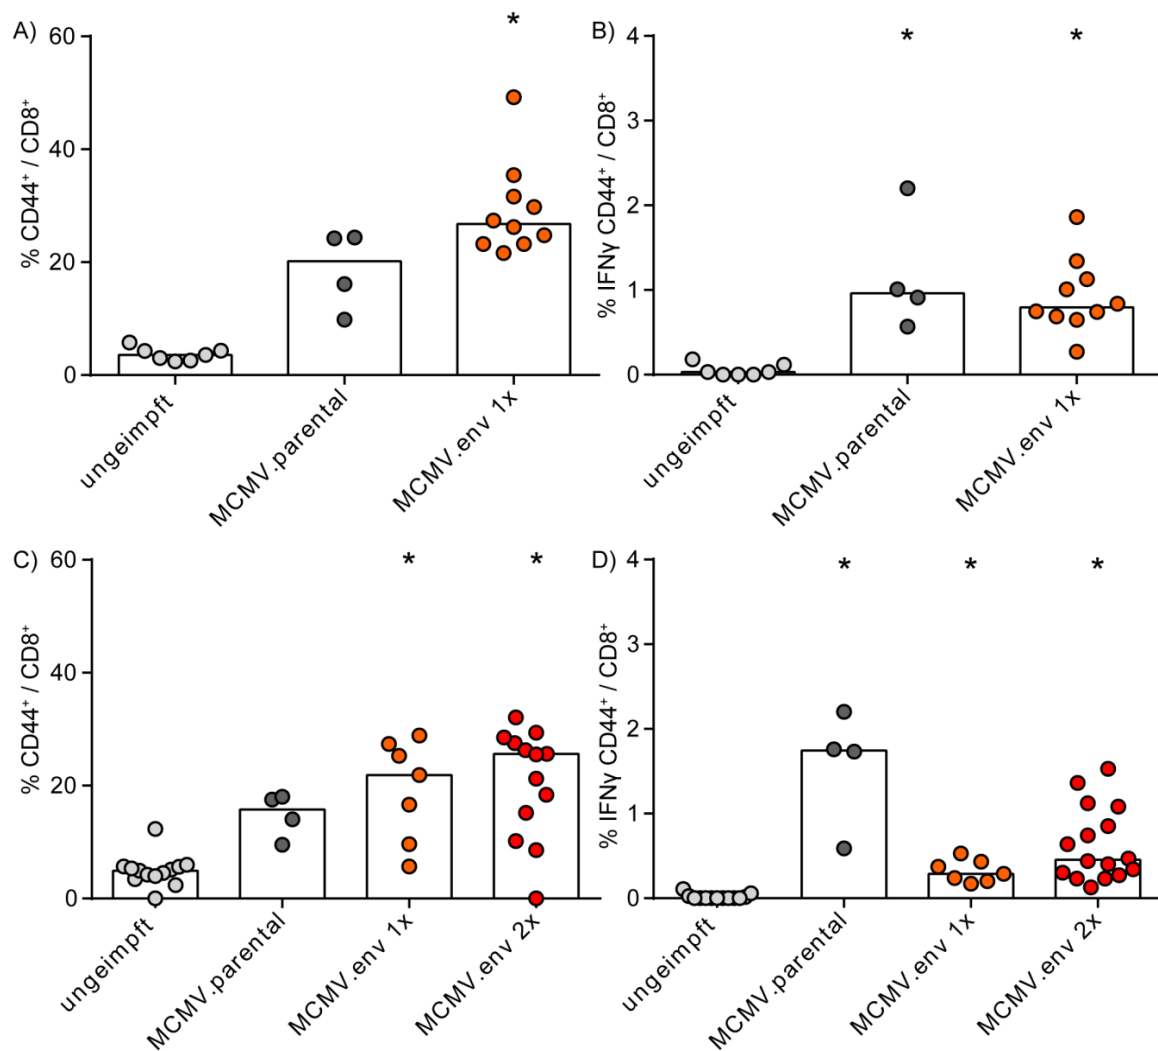 A)
% CD44⁺ / CD8⁺
60
40
20
0
*
ungeimpft
MCMV.parental
MCMV.env 1x
B)
% IFNγ CD44⁺ / CD8⁺
4
3
2
1
0
*
*
ungeimpft
MCMV.parental
MCMV.env 1x
C)
% CD44⁺ / CD8⁺
60
40
20
0
*
*
ungeimpft
MCMV.parental
MCMV.env 1x
MCMV.env 2x
D)
% IFNγ CD44⁺ / CD8⁺
4
3
2
1
0
*
*
*
ungeimpft
MCMV.parental
MCMV.env 1x
MCMV.env 2x